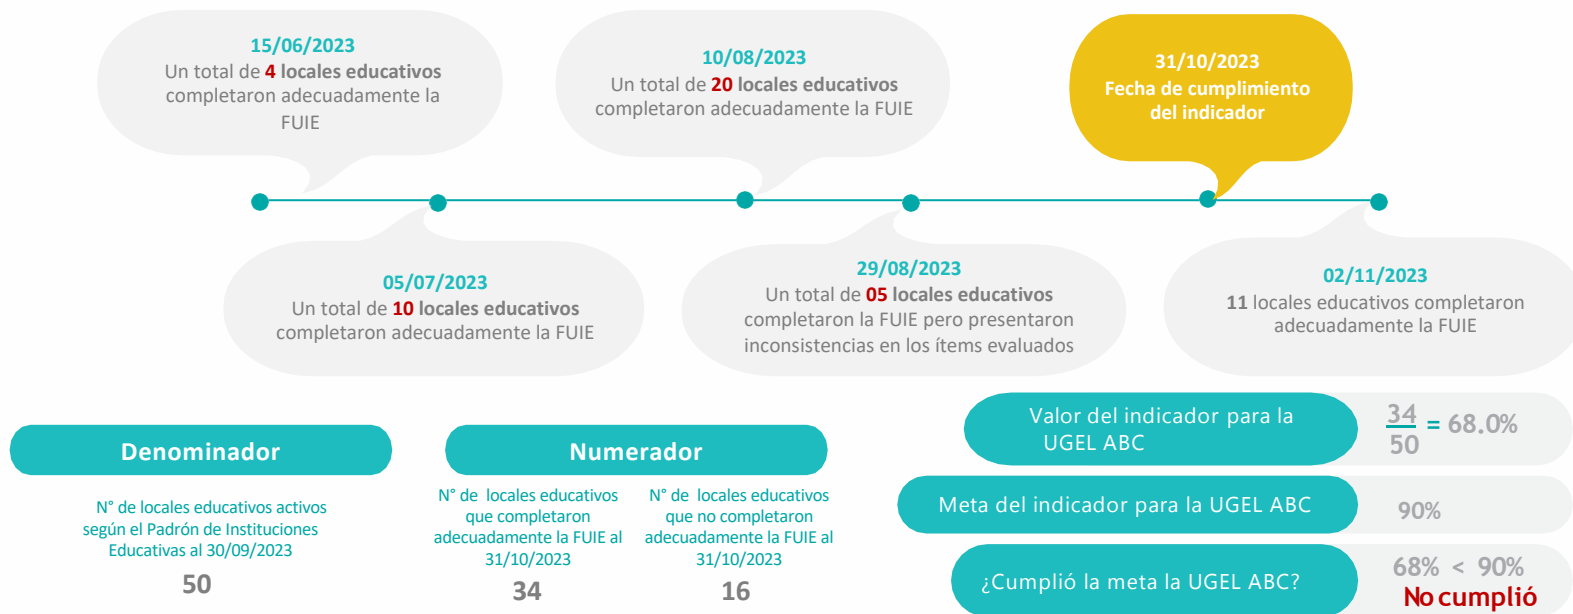 15/06/2023
Un total de 4 locales educativos
completaron adecuadamente la
FUIE
10/08/2023
Un total de 20 locales educativos
completaron adecuadamente la FUIE
31/10/2023
Fecha de cumplimiento
del indicador
05/07/2023
Un total de 10 locales educativos
completaron adecuadamente la FUIE
29/08/2023
Un total de 05 locales educativos
completaron la FUIE pero presentaron
inconsistencias en los ítems evaluados
02/11/2023
11 locales educativos completaron
adecuadamente la FUIE
Denominador
N° de locales educativos activos
según el Padrón de Instituciones
Educativas al 30/09/2023
50
Numerador
N° de locales educativos
que completaron
adecuadamente la FUIE al
31/10/2023
34
N° de locales educativos
que no completaron
adecuadamente la FUIE al
31/10/2023
16
Valor del indicador para la
UGEL ABC
34
50
= 68.0%
Meta del indicador para la UGEL ABC
90%
¿Cumplió la meta la UGEL ABC?
68% < 90%
No cumplió